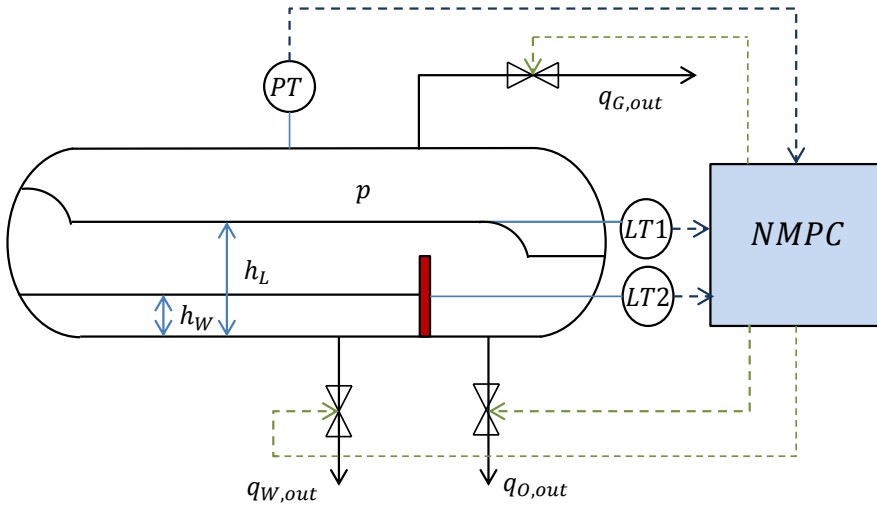 PT
q_{G,out}
p
LT1
NMPC
h_L
LT2
h_W
q_{W,out}
q_{O,out}